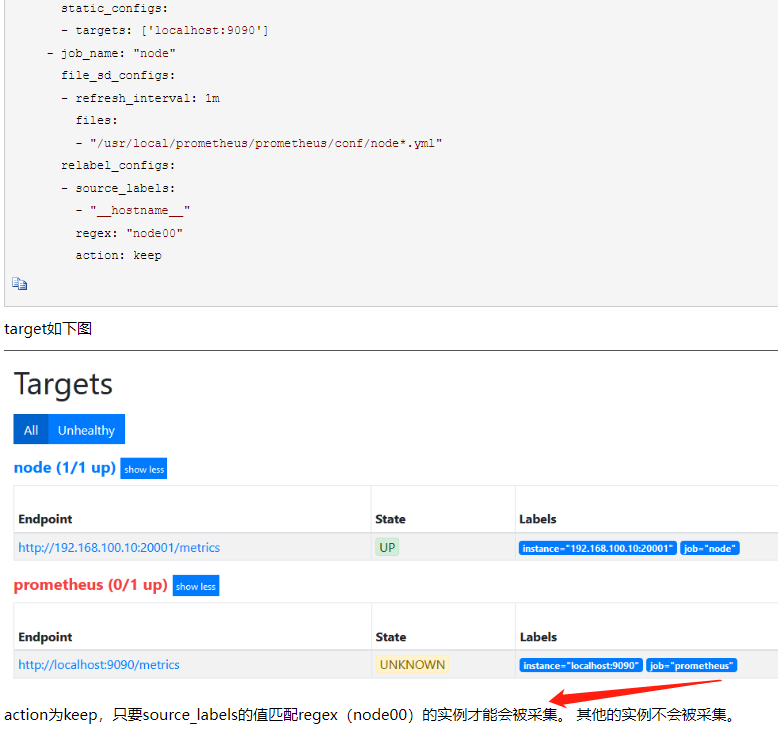 static_configs:
- targets: ['localhost:9090']
- job_name: "node"
file_sd_configs:
- refresh_interval: 1m
files:
- "/usr/local/prometheus/prometheus/conf/node*.yml"
relabel_configs:
- source_labels:
- "__hostname__"
regex: "node00"
action: keep
target如下图
Targets
All Unhealthy
node (1/1 up) show less
Endpoint State Labels
http://192.168.100.10:20001/metrics UP instance="192.168.100.10:20001" job="node"
prometheus (0/1 up) show less
Endpoint State Labels
http://localhost:9090/metrics UNKNOWN instance="localhost:9090" job="prometheus"
action为keep，只要source_labels的值匹配regex（node00）的实例才能会被采集。 其他的实例不会被采集。